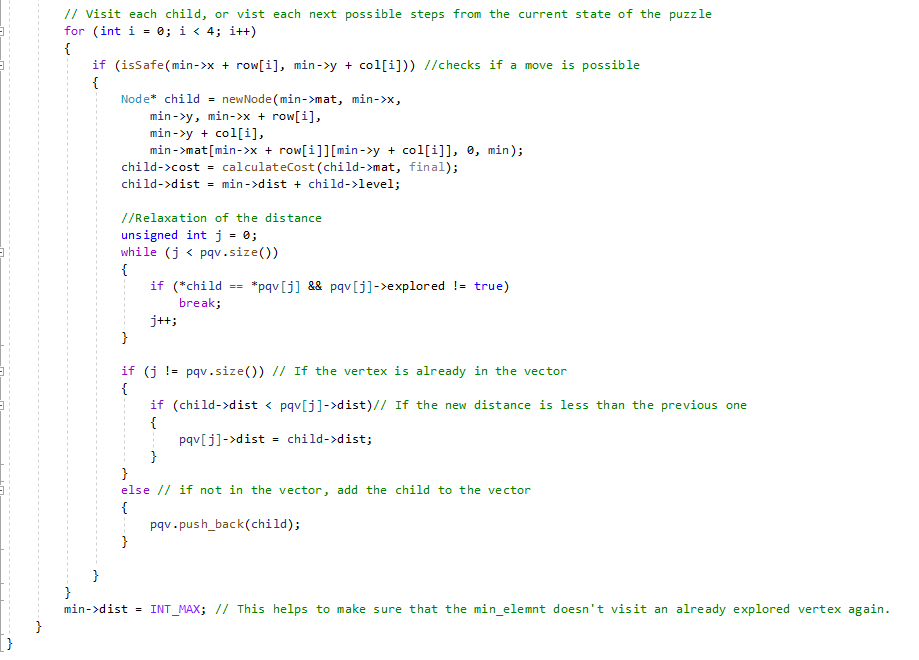 // Visit each child, or vist each next possible steps from the current state of the puzzle
for (int i = 0; i < 4; i++)
{
if (isSafe(min->x + row[i], min->y + col[i])) //checks if a move is possible
{
Node* child = newNode(min->mat, min->x,
min->y, min->x + row[i],
min->y + col[i],
min->mat[min->x + row[i]][min->y + col[i]], 0, min);
child->cost = calculateCost(child->mat, final);
child->dist = min->dist + child->level;
//Relaxation of the distance
unsigned int j = 0;
while (j < pqv.size())
{
if (*child == *pqv[j] && pqv[j]->explored != true)
break;
j++;
}
if (j != pqv.size()) // If the vertex is already in the vector
{
if (child->dist < pqv[j]->dist)// If the new distance is less than the previous one
{
pqv[j]->dist = child->dist;
}
}
else // if not in the vector, add the child to the vector
{
pqv.push_back(child);
}
}
}
min->dist = INT_MAX; // This helps to make sure that the min_elemnt doesn't visit an already explored vertex again.
}
}